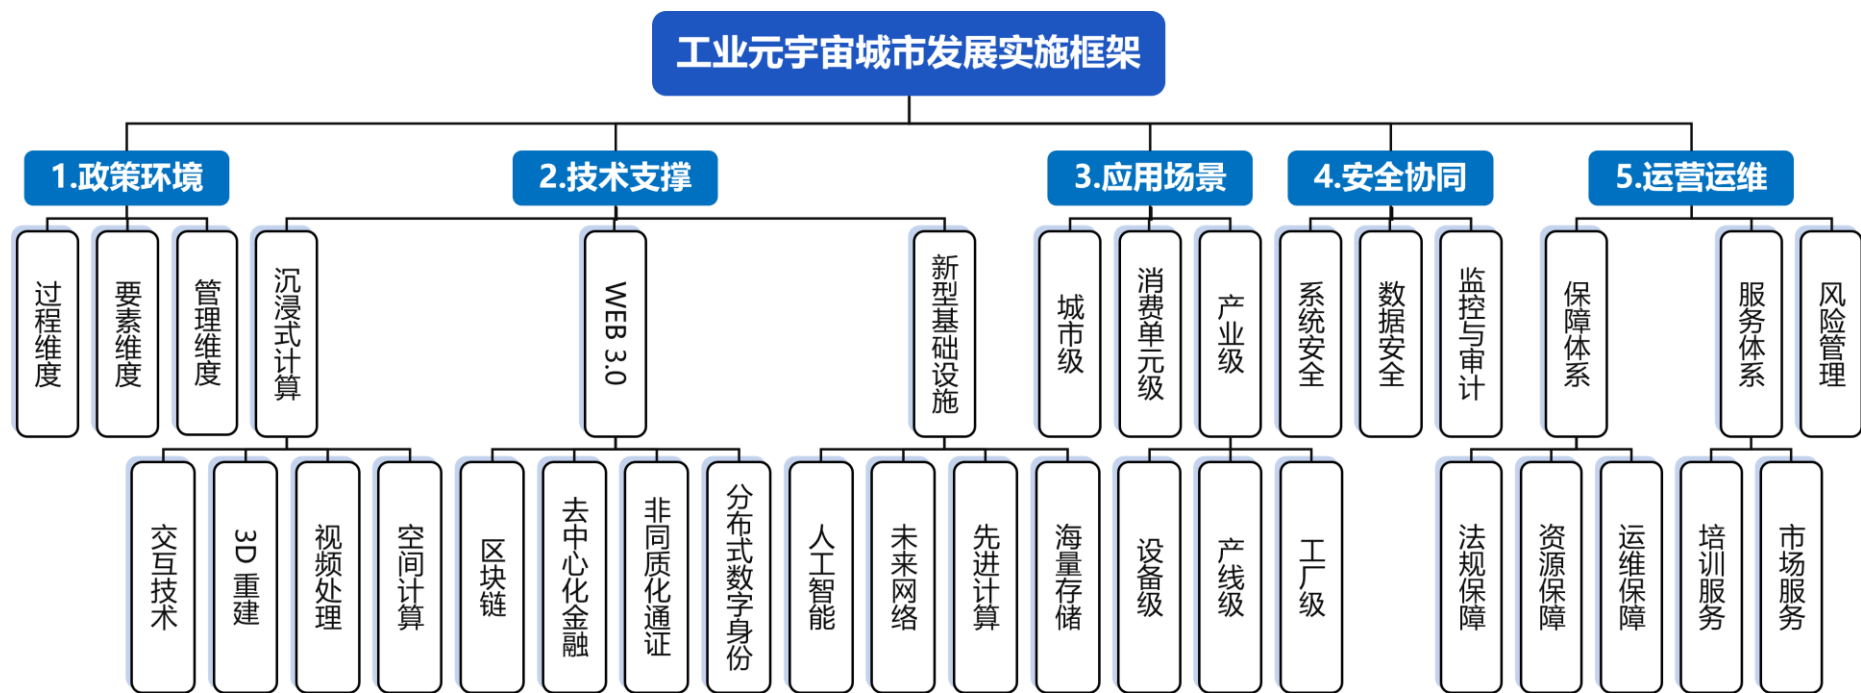 工业元宇宙城市发展实施框架
1.政策环境
2.技术支撑
3.应用场景
4.安全协同
5.运营运维
过程维度
要素维度
管理维度
沉浸式计算
WEB 3.0
新型基础设施
城市级
消费单元级
产业级
系统安全
数据安全
监控与审计
保障体系
服务体系
风险管理
交互技术
3D 重建
视频处理
空间计算
区块链
去中心化金融
非同质化通证
分布式数字身份
人工智能
未来网络
先进计算
海量存储
设备级
产线级
工厂级
法规保障
资源保障
运维保障
培训服务
市场服务